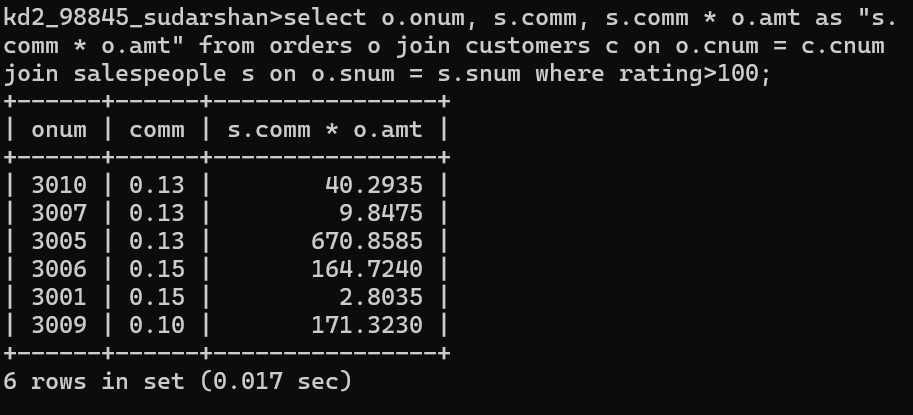 kd2_98845_sudarshan>select o.onum, s.comm, s.comm * o.amt as "s.
comm * o.amt" from orders o join customers c on o.cnum = c.cnum
join salespeople s on o.snum = s.snum where rating>100;
+------+------+----------------+
| onum | comm | s.comm * o.amt |
+------+------+----------------+
| 3010 | 0.13 |        40.2935 |
| 3007 | 0.13 |         9.8475 |
| 3005 | 0.13 |       670.8585 |
| 3006 | 0.15 |       164.7240 |
| 3001 | 0.15 |         2.8035 |
| 3009 | 0.10 |       171.3230 |
+------+------+----------------+
6 rows in set (0.017 sec)